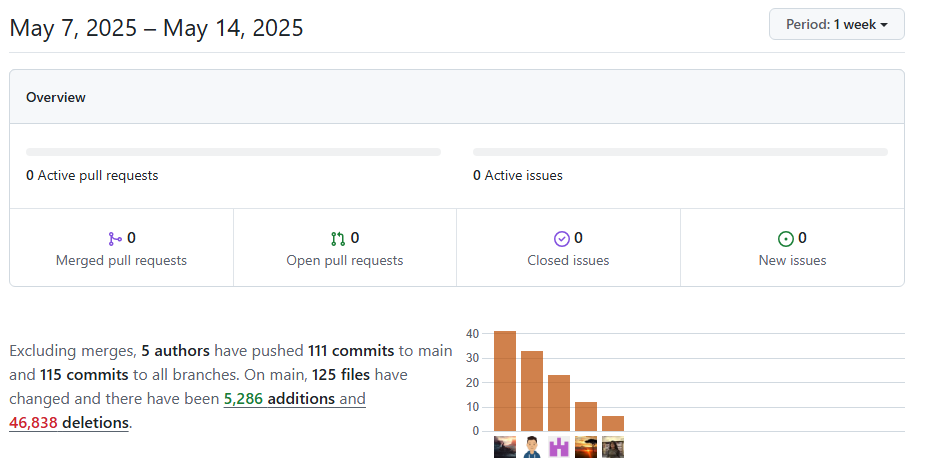 May 7, 2025 – May 14, 2025
Period: 1 week
Overview
0 Active pull requests
0 Active issues
0
Merged pull requests
0
Open pull requests
0
Closed issues
0
New issues
Excluding merges, 5 authors have pushed 111 commits to main
and 115 commits to all branches. On main, 125 files have
changed and there have been 5,286 additions and
46,838 deletions.
40
30
20
10
0